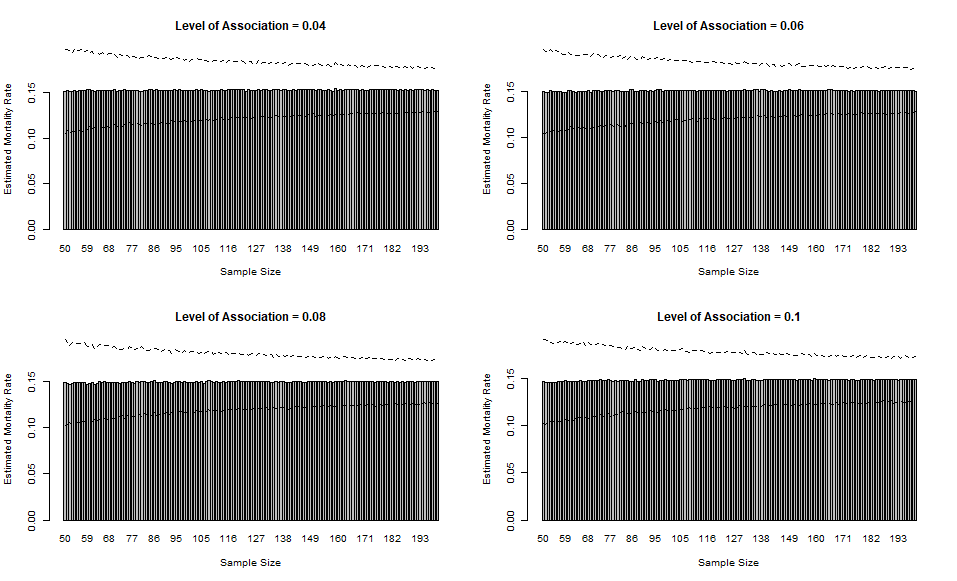 Level of Association = 0.04
Estimated Mortality Rate
0.00 0.05 0.10 0.15
50 59 68 77 86 95 105 116 127 138 149 160 171 182 193
Sample Size
Level of Association = 0.06
Estimated Mortality Rate
0.00 0.05 0.10 0.15
50 59 68 77 86 95 105 116 127 138 149 160 171 182 193
Sample Size
Level of Association = 0.08
Estimated Mortality Rate
0.00 0.05 0.10 0.15
50 59 68 77 86 95 105 116 127 138 149 160 171 182 193
Sample Size
Level of Association = 0.1
Estimated Mortality Rate
0.00 0.05 0.10 0.15
50 59 68 77 86 95 105 116 127 138 149 160 171 182 193
Sample Size